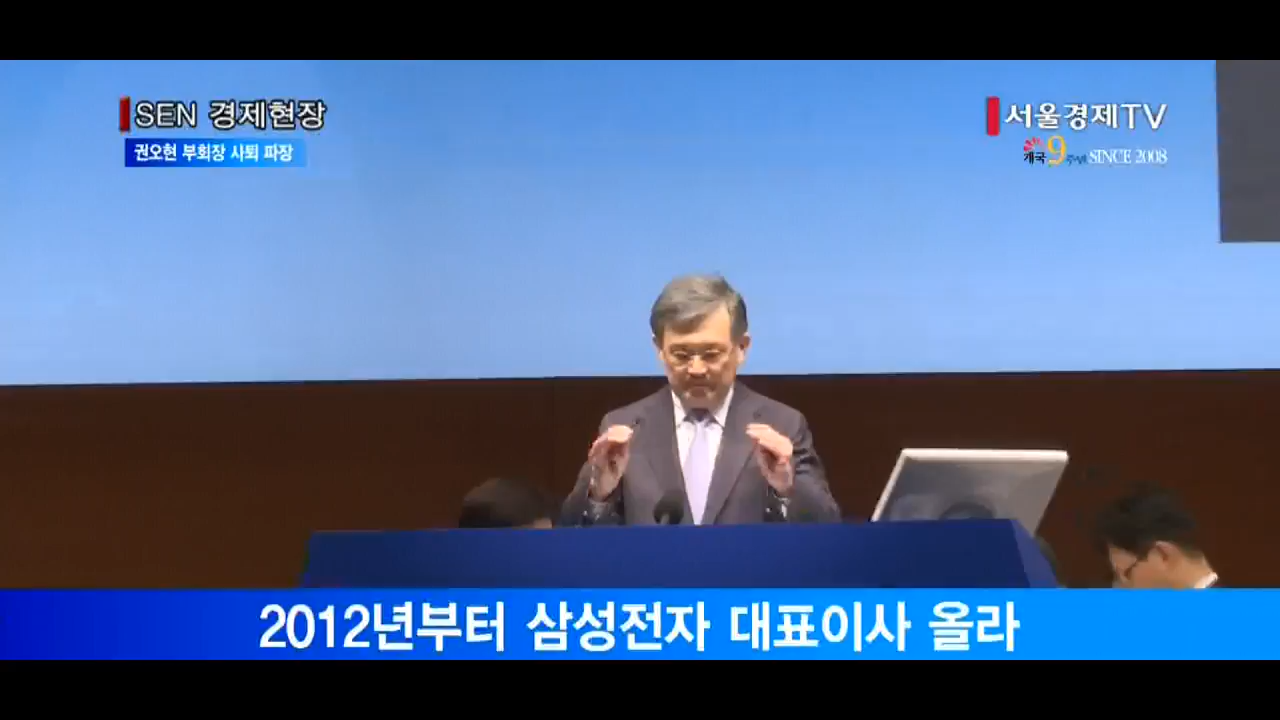 SEN 경제현장
권오현 부회장 사퇴 파장
서울경제TV
개국 9주년 SINCE 2008
2012년부터 삼성전자 대표이사 올라